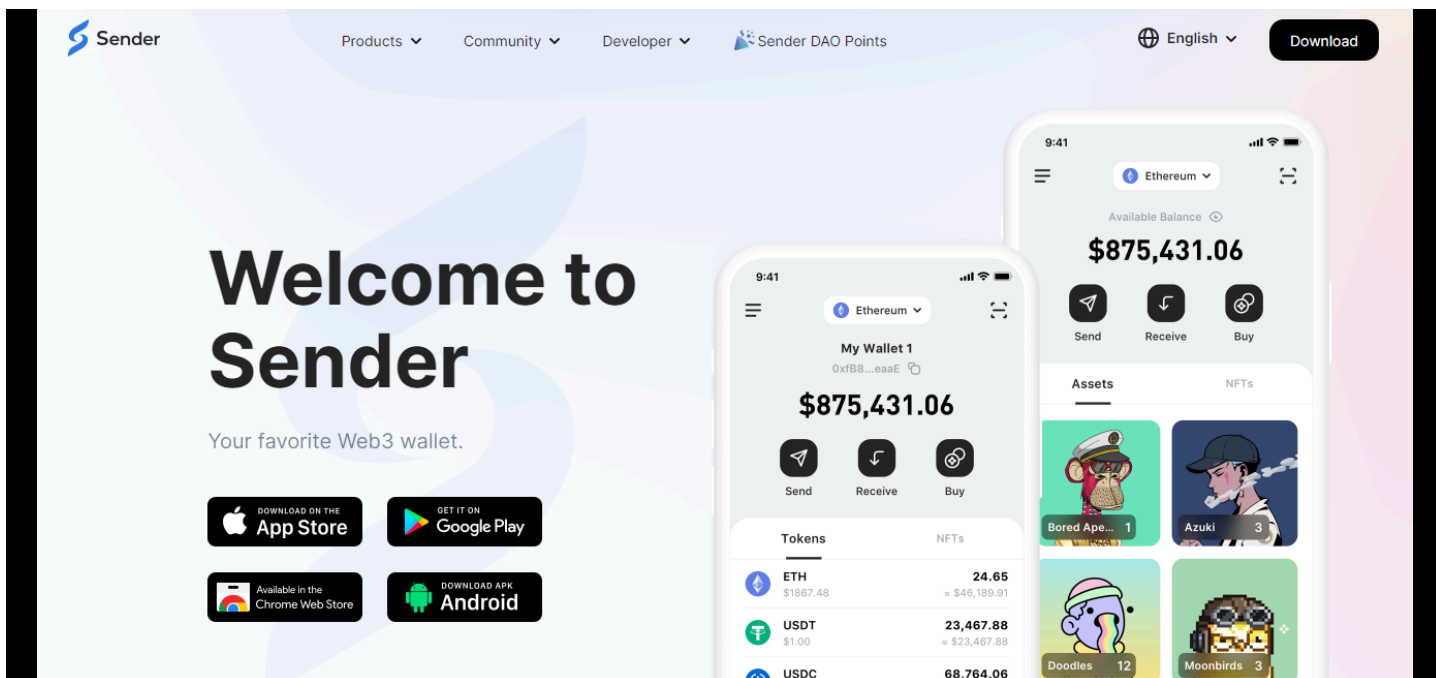 Sender
Products
Community
Developer
Sender DAO Points
English
Download
Welcome to
Sender
Your favorite Web3 wallet.
DOWNLOAD ON THE
App Store
GET IT ON
Google Play
Available in the
Chrome Web Store
DOWNLOAD APK
Android
9:41
Ethereum
My Wallet 1
0xfB8...eaaE
$875,431.06
Send
Receive
Buy
Tokens
NFTs
ETH
24.65
$1867.48
≈ $46,189.91
USDT
23,467.88
$1.00
≈ $23,467.88
USDC
68,764.06
9:41
Ethereum
Available Balance
$875,431.06
Send
Receive
Buy
Assets
NFTs
Bored Ape... 1
Azuki 3
Doodles 12
Moonbirds 3